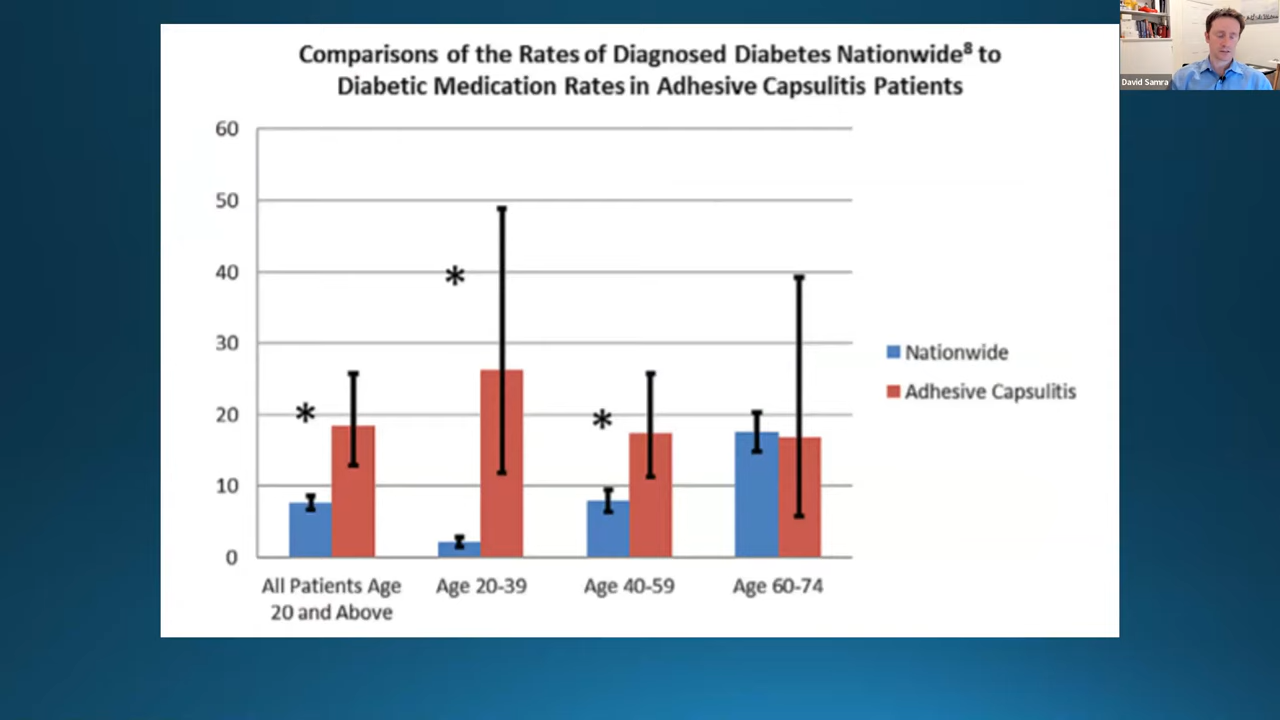 Comparisons of the Rates of Diagnosed Diabetes Nationwide⁸ to
Diabetic Medication Rates in Adhesive Capsulitis Patients
60
50
40
30
20
10
0
*
*
*
All Patients Age
20 and Above
Age 20-39
Age 40-59
Age 60-74
Nationwide
Adhesive Capsulitis
David Samra